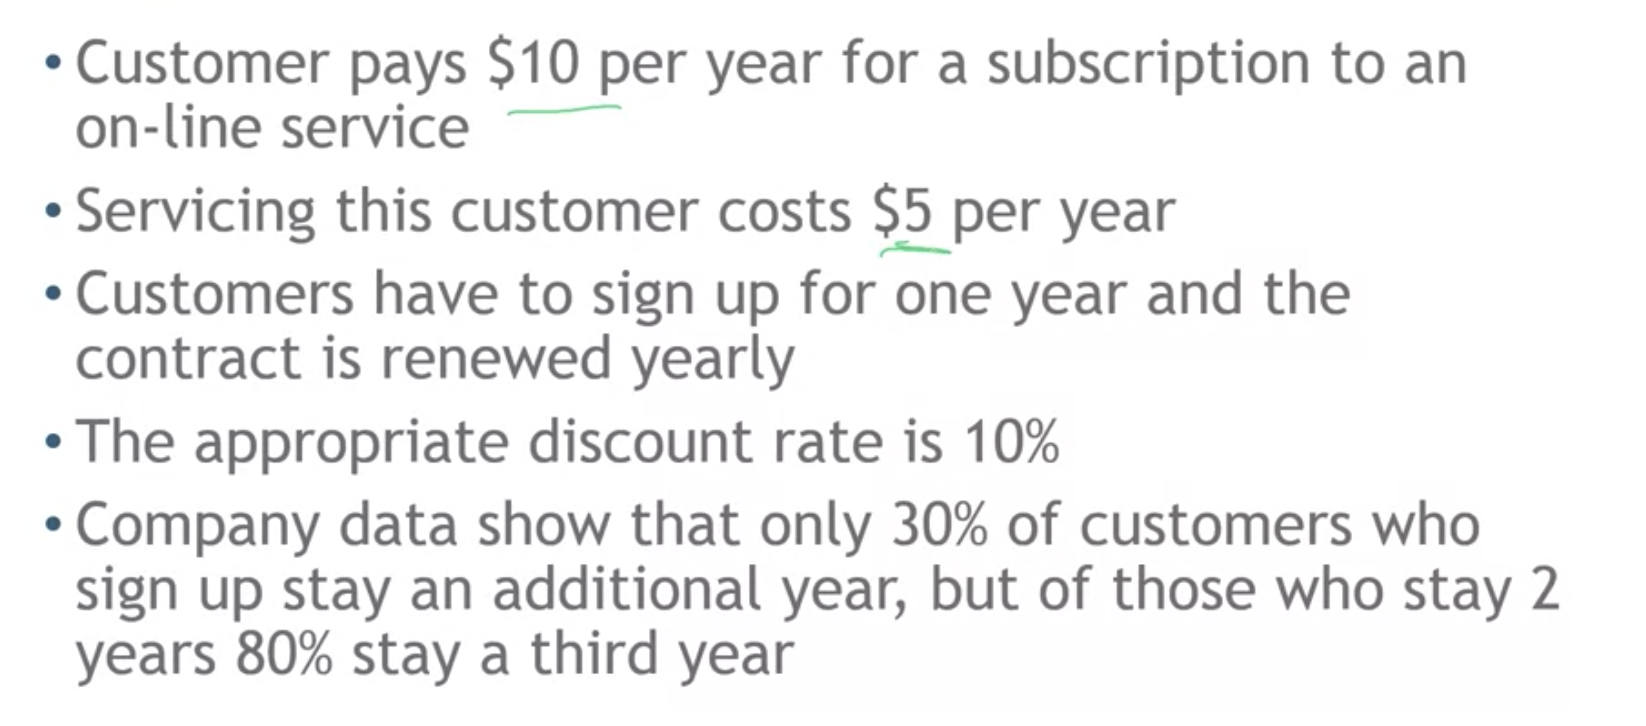 • Customer pays $10 per year for a subscription to an
on-line service
• Servicing this customer costs $5 per year
• Customers have to sign up for one year and the
contract is renewed yearly
• The appropriate discount rate is 10%
• Company data show that only 30% of customers who
sign up stay an additional year, but of those who stay 2
years 80% stay a third year